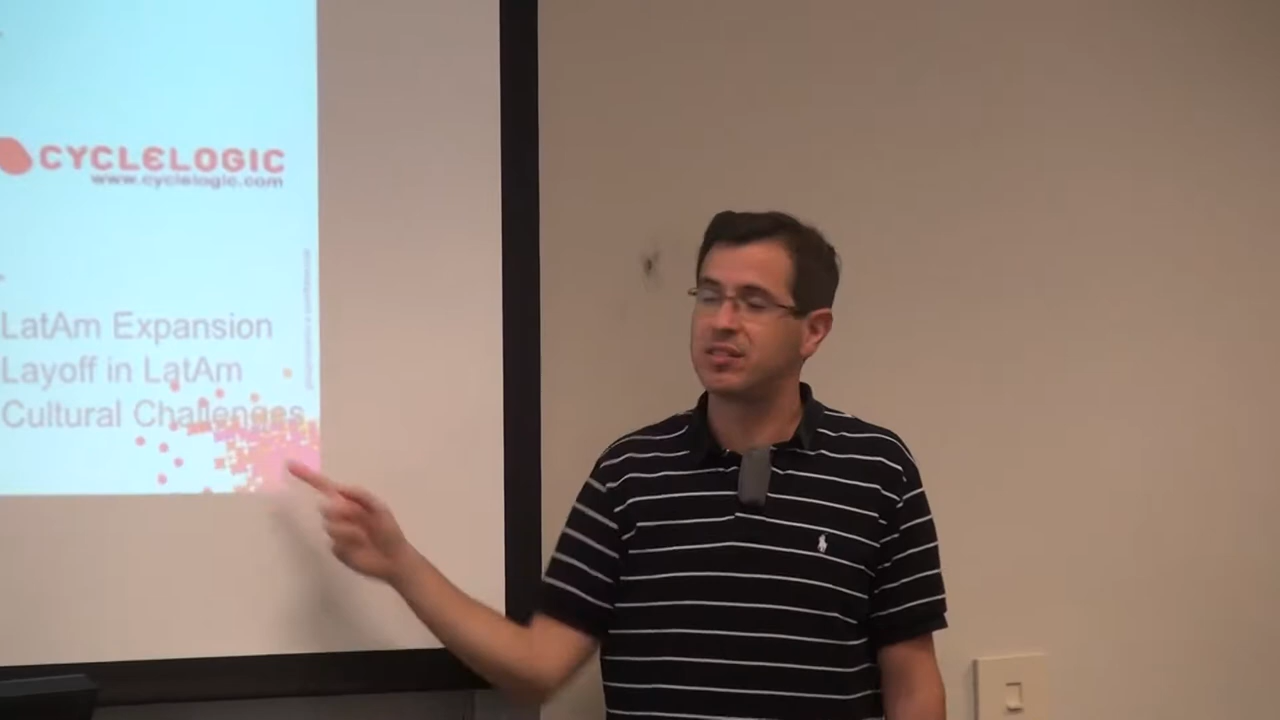 CYCLELOGIC
www.cyclelogic.com
LatAm Expansion
Layoff in LatAm
Cultural Challenges